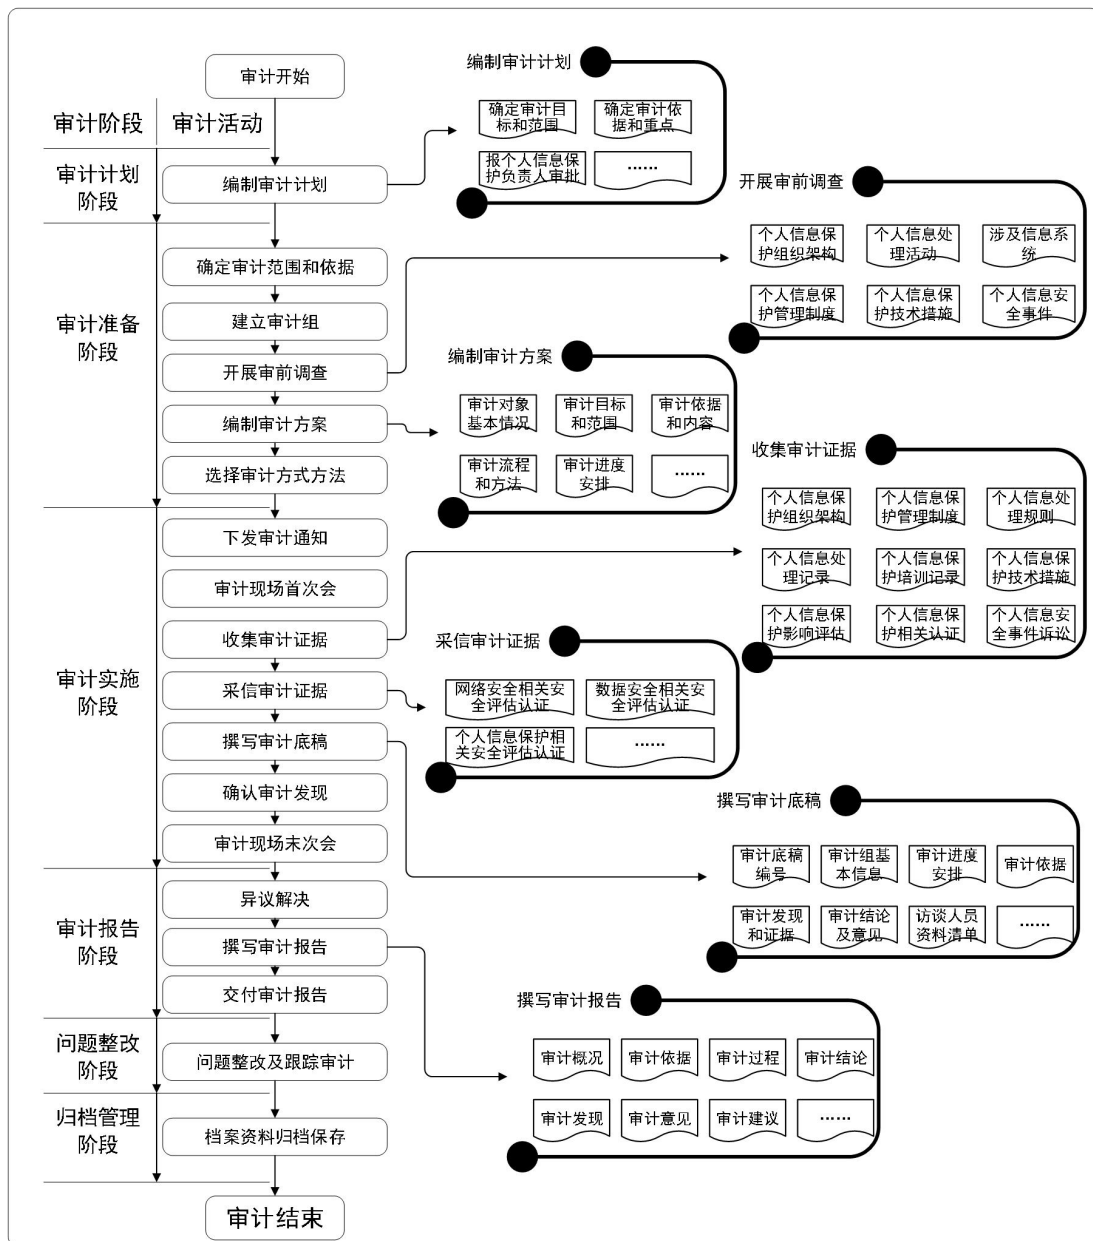 审计开始
审计阶段
审计活动
审计计划
阶段
编制审计计划
审计准备
阶段
确定审计范围和依据
建立审计组
开展审前调查
编制审计方案
选择审计方式方法
审计实施
阶段
下发审计通知
审计现场首次会
收集审计证据
采信审计证据
撰写审计底稿
确认审计发现
审计现场末次会
审计报告
阶段
异议解决
撰写审计报告
交付审计报告
问题整改
阶段
问题整改及跟踪审计
归档管理
阶段
档案资料归档保存
审计结束
编制审计计划
确定审计目
标和范围
确定审计依
据和重点
报个人信息保
护负责人审批
······
开展审前调查
个人信息保
护组织架构
个人信息处
理活动
涉及信息系
统
个人信息保
护管理制度
个人信息保
护技术措施
个人信息安
全事件
编制审计方案
审计对象
基本情况
审计目标
和范围
审计依据
和内容
审计流程
和方法
审计进度
安排
······
收集审计证据
个人信息保
护组织架构
个人信息保
护管理制度
个人信息处
理规则
个人信息处
理记录
个人信息保
护培训记录
个人信息保
护技术措施
个人信息保
护影响评估
个人信息保
护相关认证
个人信息安
全事件诉讼
采信审计证据
网络安全相关安
全评估认证
数据安全相关安
全评估认证
个人信息保护相
关安全评估认证
······
撰写审计底稿
审计底稿
编号
审计组基
本信息
审计进度
安排
审计依据
审计发现
和证据
审计结论
及意见
访谈人员
资料清单
······
撰写审计报告
审计概况
审计依据
审计过程
审计结论
审计发现
审计意见
审计建议
······